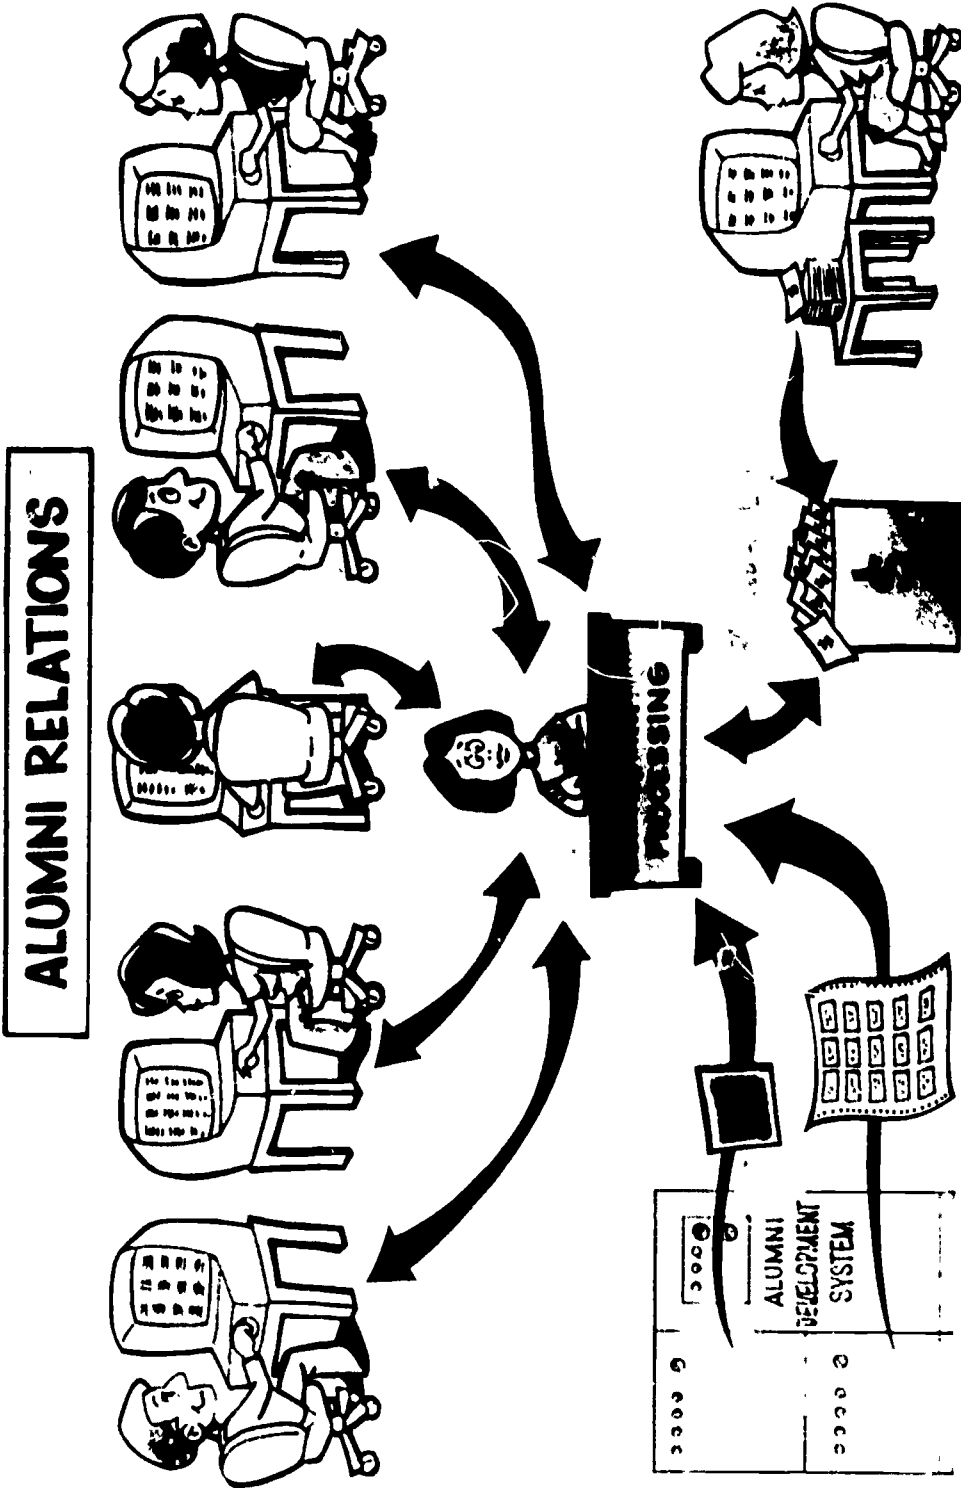 ALUMNI RELATIONS
PROCESSING
ALUMNI
DEVELOPMENT
SYSTEM